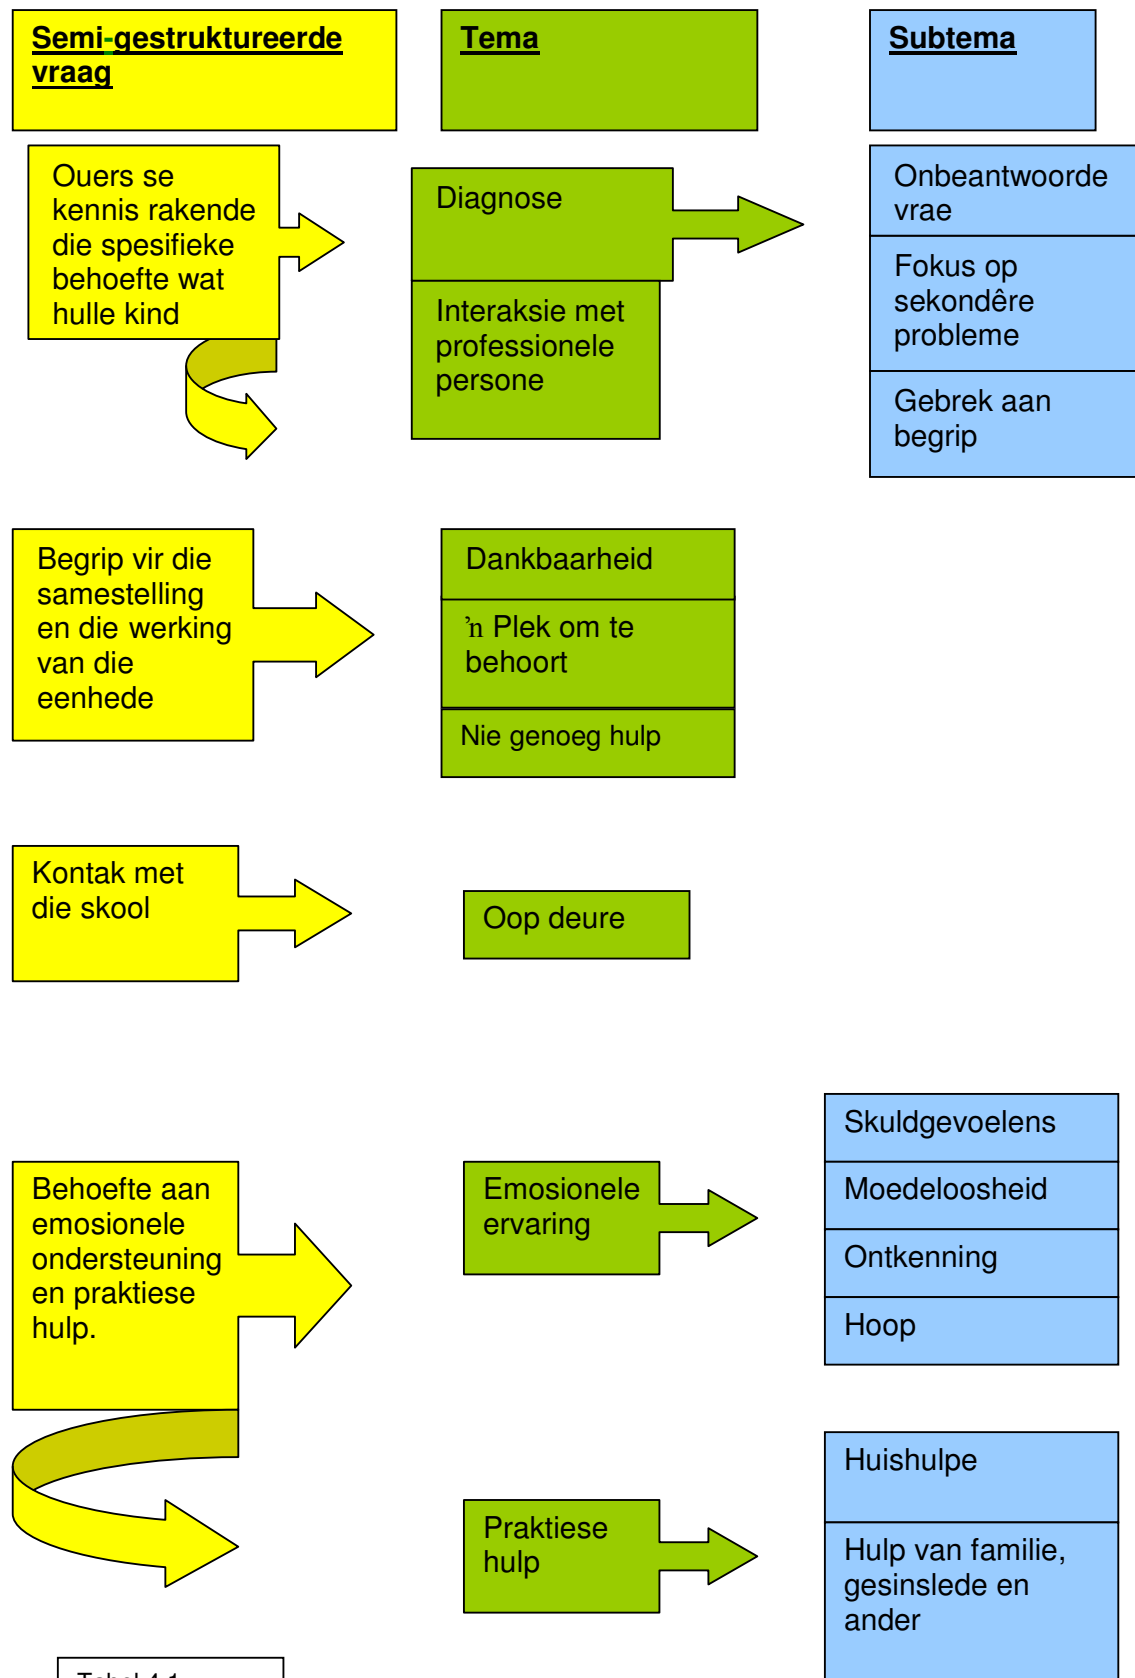 Semi-gestruktureerde
vraag
Tema
Subtema
Ouers se
kennis rakende
die spesifieke
behoefte wat
hulle kind
Diagnose
Interaksie met
professionele
persone
Onbeantwoorde
vrae
Fokus op
sekondêre
probleme
Gebrek aan
begrip
Begrip vir die
samestelling
en die werking
van die
eenhede
Dankbaarheid
'n Plek om te
behoort
Nie genoeg hulp
Kontak met
die skool
Oop deure
Behoefte aan
emosionele
ondersteuning
en praktiese
hulp.
Emosionele
ervaring
Skuldgevoelens
Moedeloosheid
Ontkenning
Hoop
Praktiese
hulp
Huishulpe
Hulp van familie,
gesinslede en
ander
Tabel 4.1